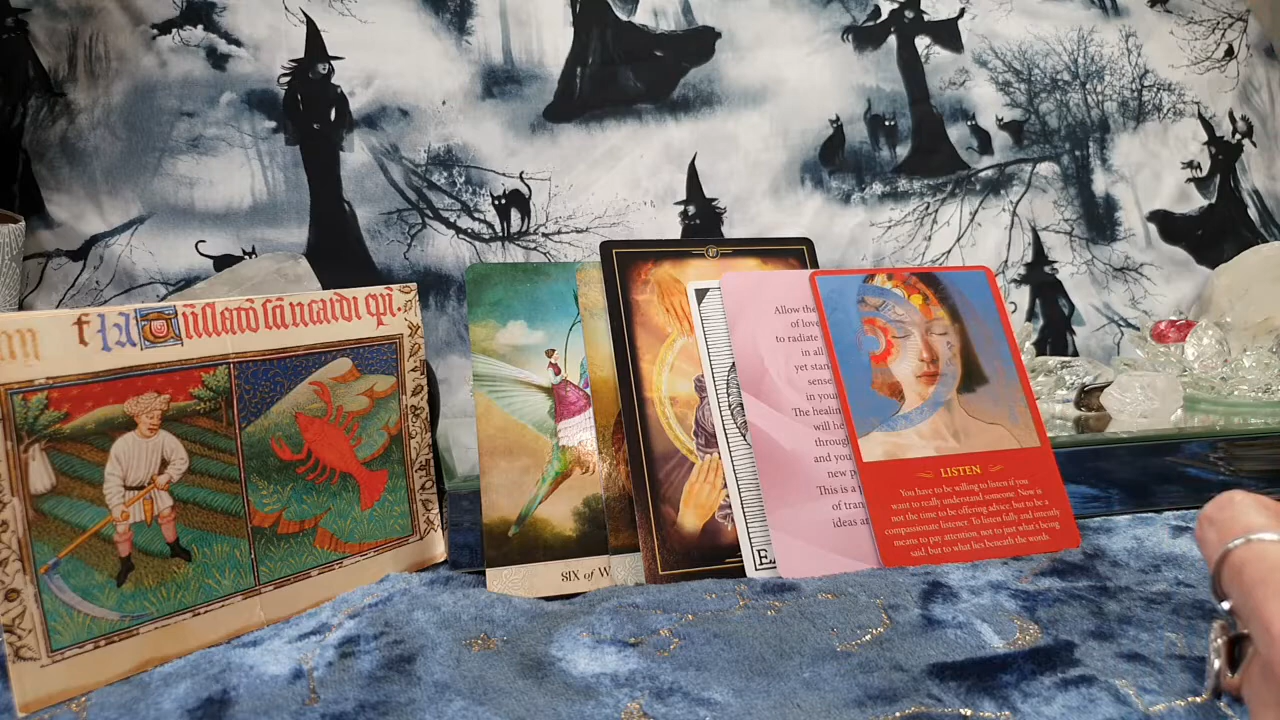 SIX of W
47
E
Allow the
of love
to radiate
in all
yet stan
sense
in your
The healin
will he
through
and you
new p
This is a j
of tran
ideas ar
LISTEN
You have to be willing to listen if you
want to really understand someone. Now is
not the time to be offering advice, but to be a
compassionate listener. To listen fully and intently
means to pay attention, not to just what's being
said, but to what lies beneath the words.